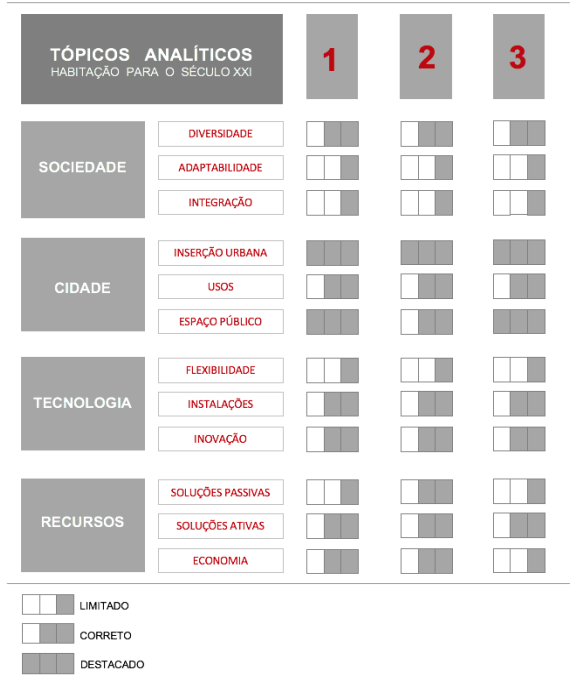 TÓPICOS ANALÍTICOS
HABITAÇÃO PARA O SÉCULO XXI
1
2
3
SOCIEDADE
DIVERSIDADE
ADAPTABILIDADE
INTEGRAÇÃO
CIDADE
INSERÇÃO URBANA
USOS
ESPAÇO PÚBLICO
TECNOLOGIA
FLEXIBILIDADE
INSTALAÇÕES
INOVAÇÃO
RECURSOS
SOLUÇÕES PASSIVAS
SOLUÇÕES ATIVAS
ECONOMIA
LIMITADO
CORRETO
DESTACADO